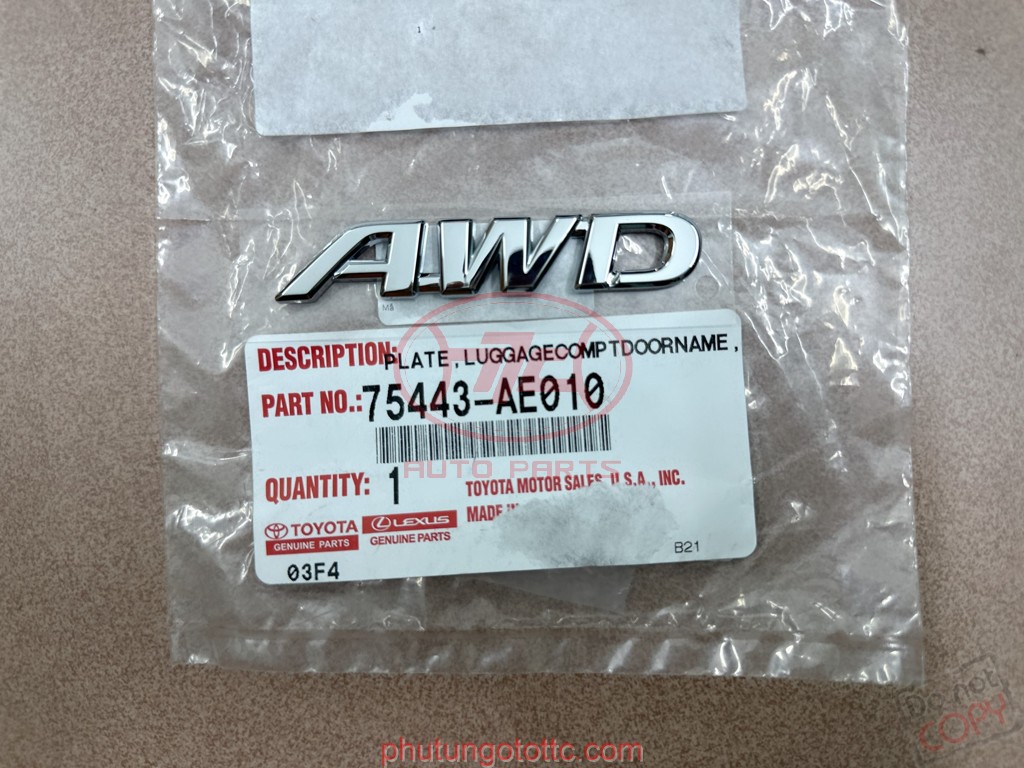 AWD
DESCRIPTION: PLATE,LUGGAGECOMPTDOORNAME,
PART NO.: 75443-AE010
AUTO PARTS
QUANTITY: 1
TOYOTA MOTOR SALES, U.S.A., INC.
MADE
TOYOTA
GENUINE PARTS
LEXUS
GENUINE PARTS
03F4
B21
Do not
COPY
phutungotottc.com